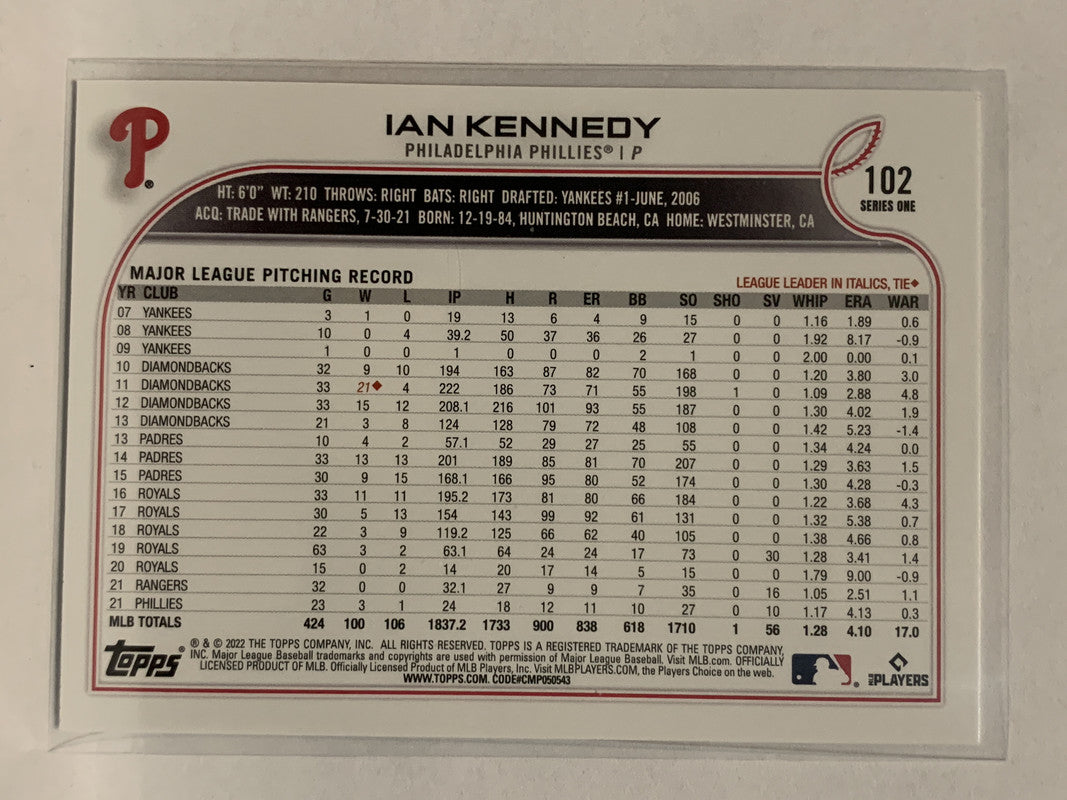 P®
IAN KENNEDY
PHILADELPHIA PHILLIES® | P
102
SERIES ONE
HT: 6'0" WT: 210 THROWS: RIGHT BATS: RIGHT DRAFTED: YANKEES #1-JUNE, 2006
ACQ: TRADE WITH RANGERS, 7-30-21 BORN: 12-19-84, HUNTINGTON BEACH, CA HOME: WESTMINSTER, CA
MAJOR LEAGUE PITCHING RECORD
LEAGUE LEADER IN ITALICS, TIE◆
YR CLUB G W L IP H R ER BB SO SHO SV WHIP ERA WAR
07 YANKEES 3 1 0 19 13 6 4 9 15 0 0 1.16 1.89 0.6
08 YANKEES 10 0 4 39.2 50 37 36 26 27 0 0 1.92 8.17 -0.9
09 YANKEES 1 0 0 1 0 0 0 2 1 0 0 2.00 0.00 0.1
10 DIAMONDBACKS 32 9 10 194 163 87 82 70 168 0 0 1.20 3.80 3.0
11 DIAMONDBACKS 33 21◆ 4 222 186 73 71 55 198 1 0 1.09 2.88 4.8
12 DIAMONDBACKS 33 15 12 208.1 216 101 93 55 187 0 0 1.30 4.02 1.9
13 DIAMONDBACKS 21 3 8 124 128 79 72 48 108 0 0 1.42 5.23 -1.4
13 PADRES 10 4 2 57.1 52 29 27 25 55 0 0 1.34 4.24 0.0
14 PADRES 33 13 13 201 189 85 81 70 207 0 0 1.29 3.63 1.5
15 PADRES 30 9 15 168.1 166 95 80 52 174 0 0 1.30 4.28 -0.3
16 ROYALS 33 11 11 195.2 173 81 80 66 184 0 0 1.22 3.68 4.3
17 ROYALS 30 5 13 154 143 99 92 61 131 0 0 1.32 5.38 0.7
18 ROYALS 22 3 9 119.2 125 66 62 40 105 0 0 1.38 4.66 0.8
19 ROYALS 63 3 2 63.1 64 24 24 17 73 0 30 1.28 3.41 1.4
20 ROYALS 15 0 2 14 20 17 14 5 15 0 0 1.79 9.00 -0.9
21 RANGERS 32 0 0 32.1 27 9 9 7 35 0 16 1.05 2.51 1.1
21 PHILLIES 23 3 1 24 18 12 11 10 27 0 10 1.17 4.13 0.3
MLB TOTALS 424 100 106 1837.2 1733 900 838 618 1710 1 56 1.28 4.10 17.0
Topps®
® & © 2022 THE TOPPS COMPANY, INC. ALL RIGHTS RESERVED. TOPPS IS A REGISTERED TRADEMARK OF THE TOPPS COMPANY,
INC. Major League Baseball trademarks and copyrights are used with permission of Major League Baseball. Visit MLB.com. OFFICIALLY
LICENSED PRODUCT OF MLB. Officially Licensed Product of MLB Players, Inc. Visit MLBPLAYERS.COM, the Players Choice on the web.
WWW.TOPPS.COM. CODE#CMP050543
MLB PLAYERS